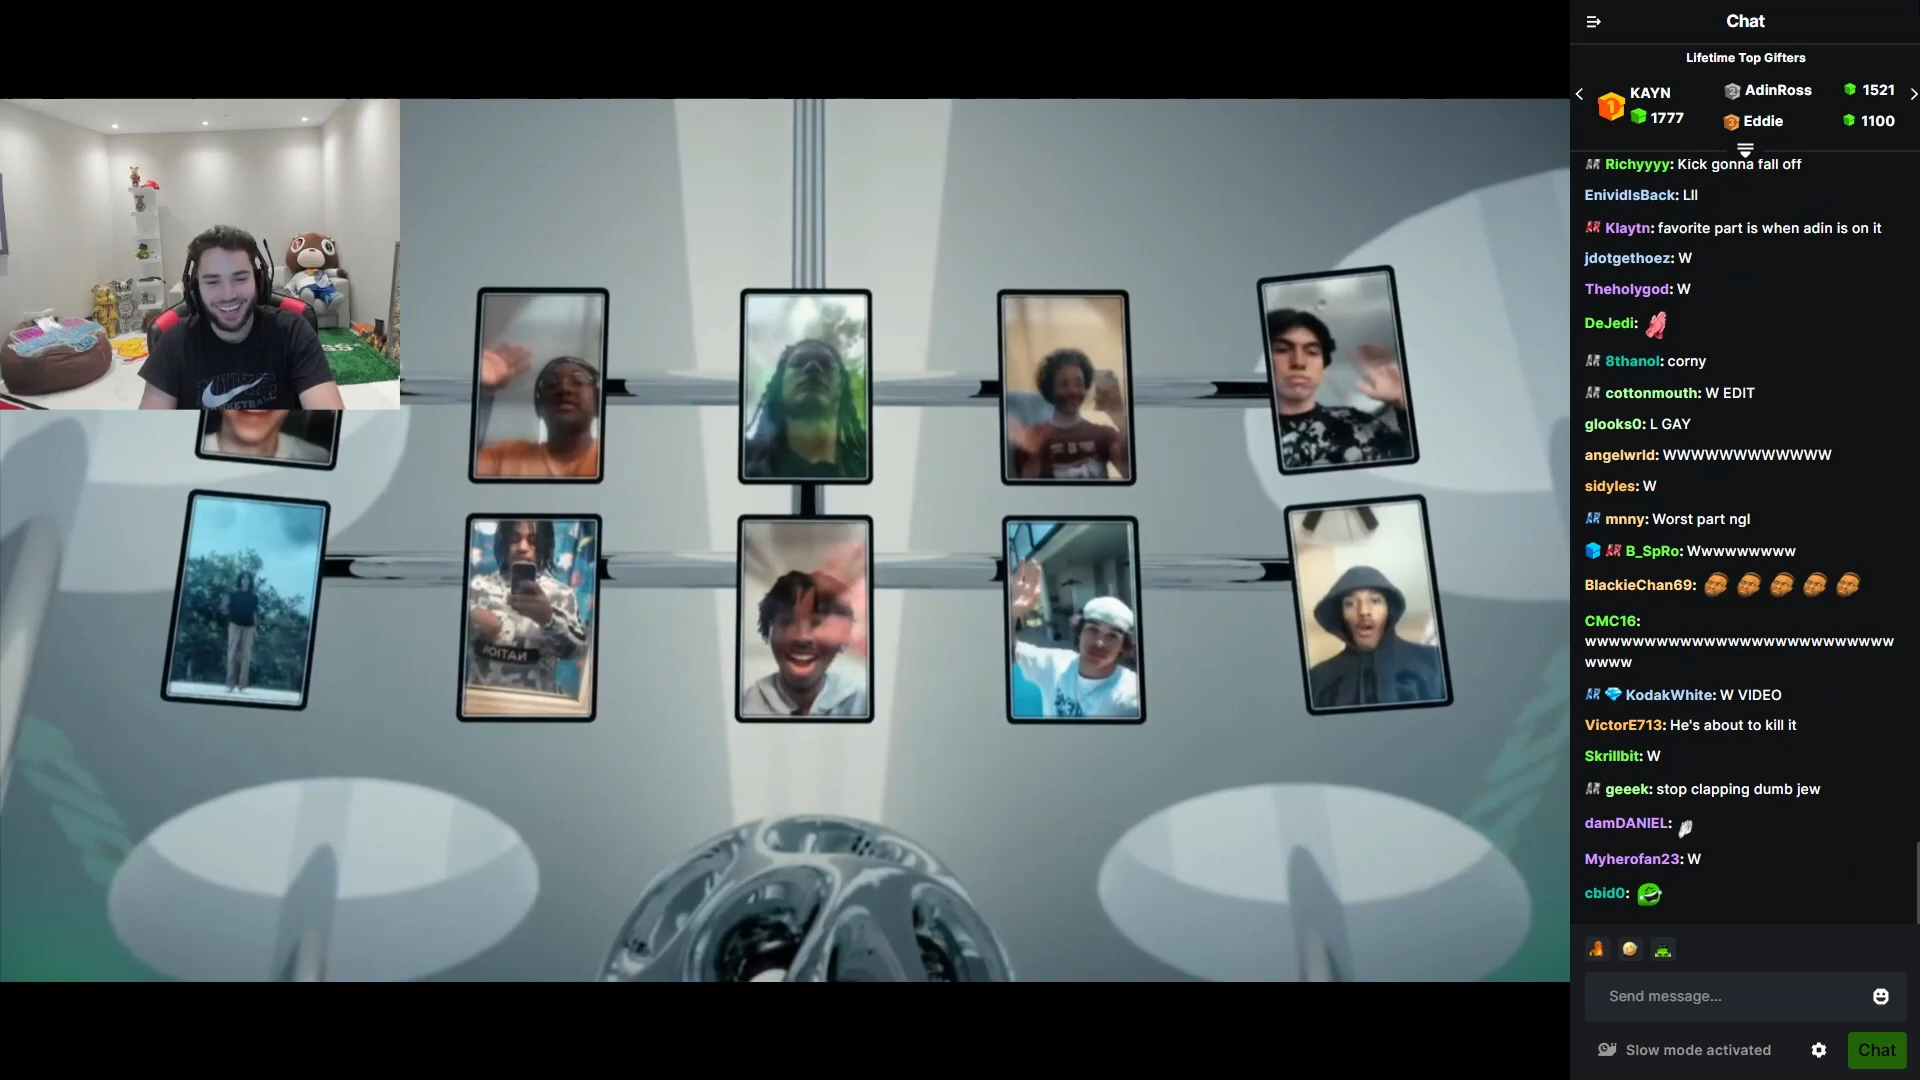 Chat
Lifetime Top Gifters
KAYN
1777
AdinRoss
1521
Eddie
1100
Richyyyy: Kick gonna fall off
EnividIsBack: LII
Klaytn: favorite part is when adin is on it
jdotgethoez: W
Theholygod: W
DeJedi:
8thanol: corny
cottonmouth: W EDIT
glooks0: L GAY
angelwrld: WWWWWWWWWWWW
sidyles: W
mnny: Worst part ngl
B_SpRo: Wwwwwwwww
BlackieChan69:
CMC16:
wwwwwwwwwwwwwwwwwwwwwwwwww
wwww
KodakWhite: W VIDEO
VictorE713: He's about to kill it
Skrillbit: W
geeek: stop clapping dumb jew
damDANIEL:
Myherofan23: W
cbid0:
Send message...
Slow mode activated
Chat